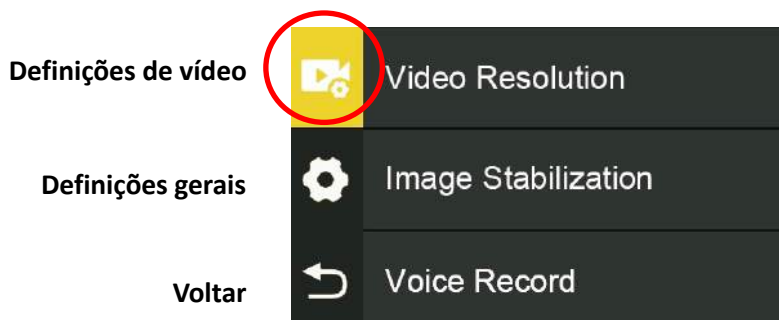 Definições de vídeo
Video Resolution
Definições gerais
Image Stabilization
Voltar
Voice Record